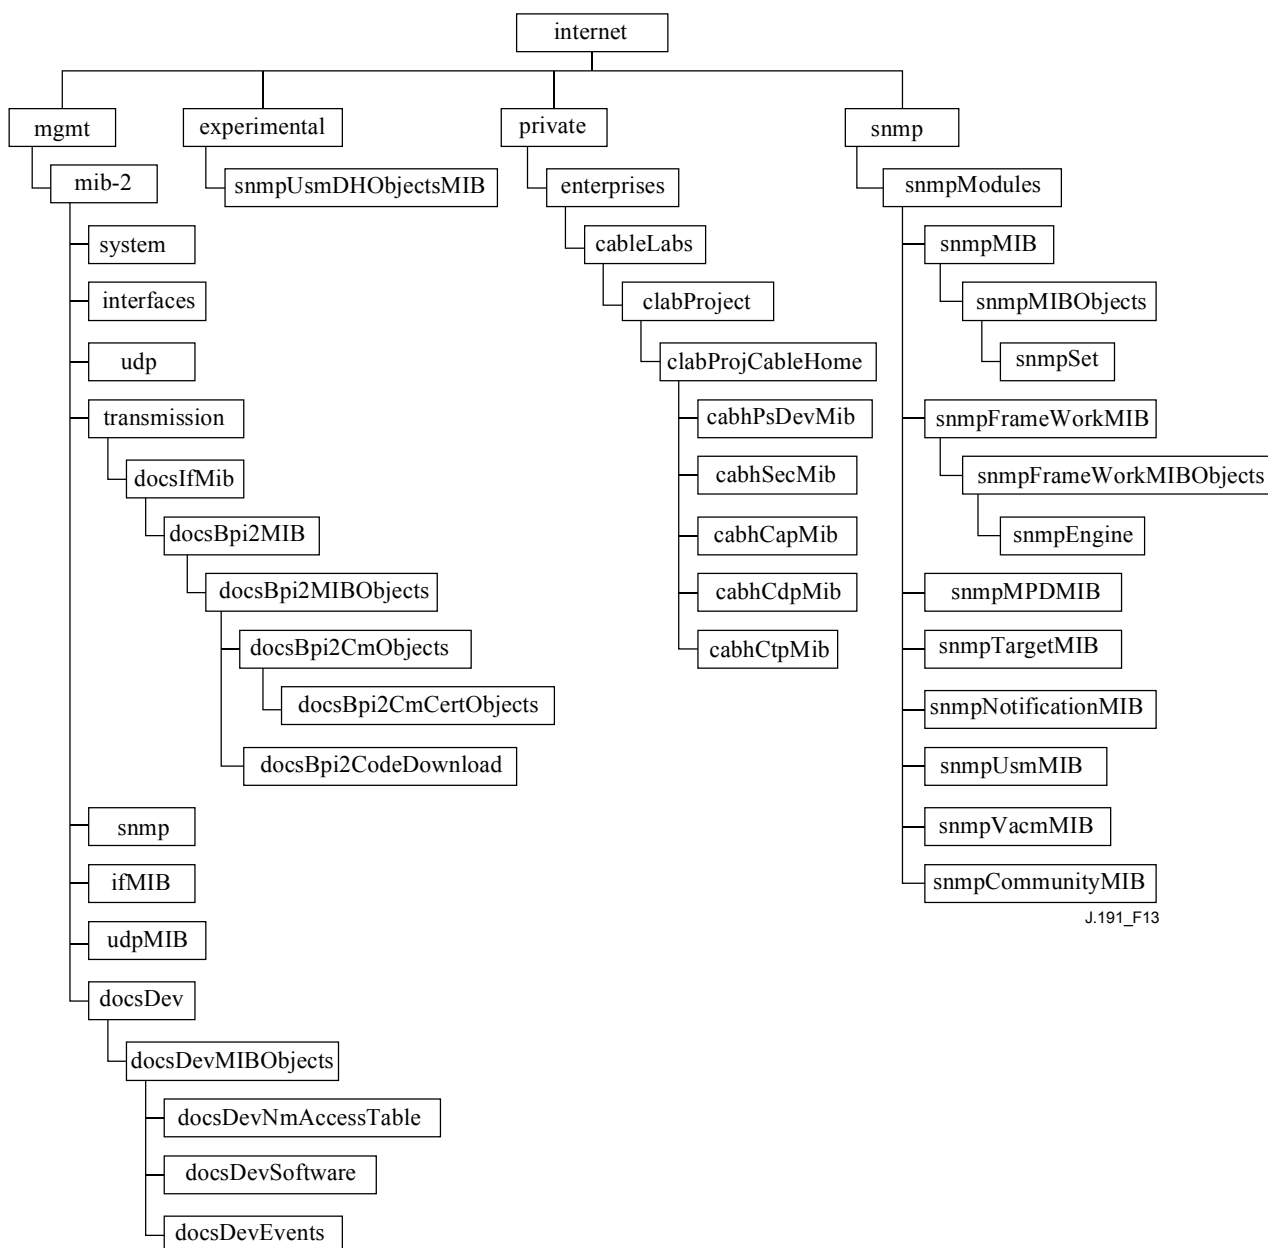 internet
mgmt
experimental
private
snmp
mib-2
snmpUsmDHObjectsMIB
enterprises
snmpModules
system
cableLabs
snmpMIB
interfaces
clabProject
snmpMIBObjects
udp
clabProjCableHome
snmpSet
transmission
cabhPsDevMib
snmpFrameWorkMIB
docsIfMib
cabhSecMib
snmpFrameWorkMIBObjects
docsBpi2MIB
cabhCapMib
snmpEngine
docsBpi2MIBObjects
cabhCdpMib
snmpMPDMIB
docsBpi2CmObjects
cabhCtpMib
snmpTargetMIB
docsBpi2CmCertObjects
snmpNotificationMIB
docsBpi2CodeDownload
snmpUsmMIB
snmp
snmpVacmMIB
ifMIB
snmpCommunityMIB
J.191_F13
udpMIB
docsDev
docsDevMIBObjects
docsDevNmAccessTable
docsDevSoftware
docsDevEvents